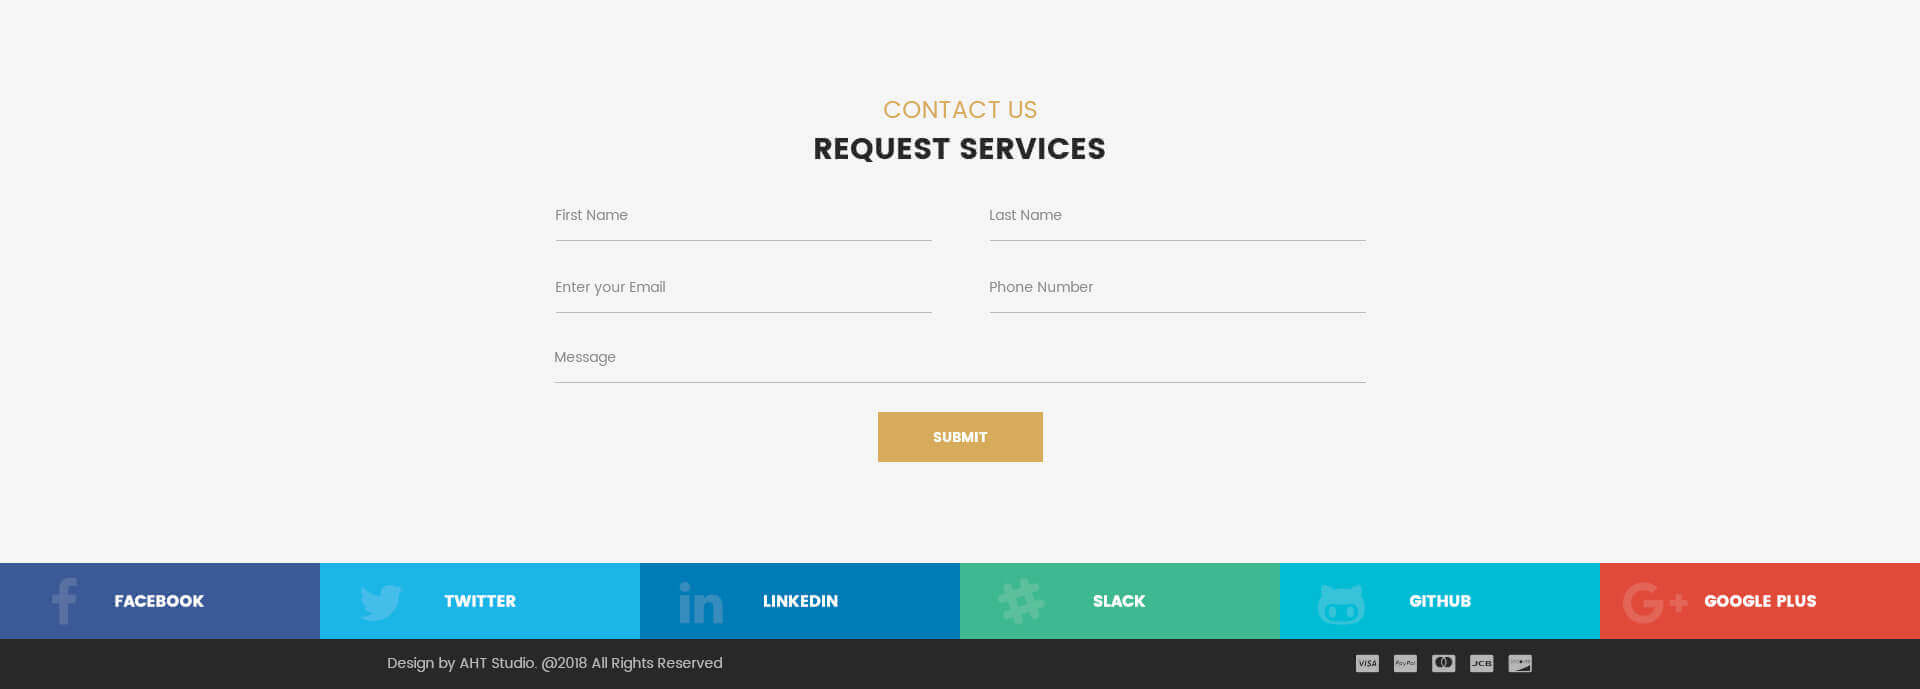 CONTACT US
REQUEST SERVICES
First Name
Last Name
Enter your Email
Phone Number
Message
SUBMIT
FACEBOOK
TWITTER
LINKEDIN
SLACK
GITHUB
GOOGLE PLUS
Design by AHT Studio. @2018 All Rights Reserved
VISA
PayPal
JCB